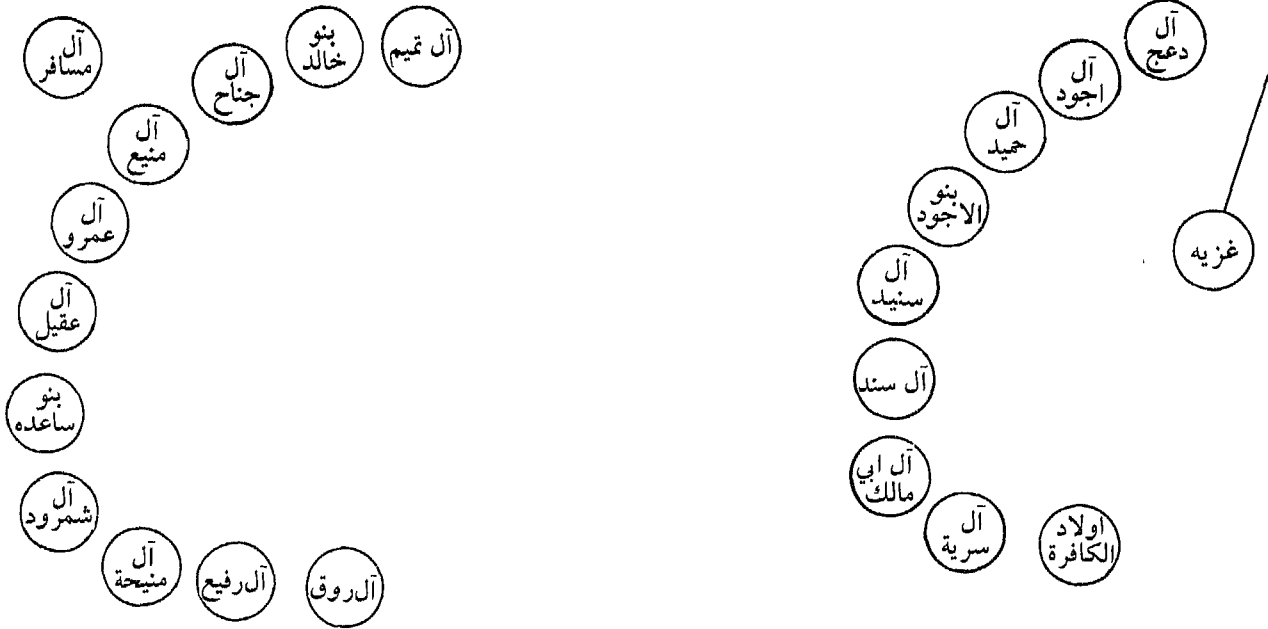 آل
دعج
آل
اجود
آل
حميد
بنو
الاجود
آل
سنيد
آل سند
آل ابي
مالك
آل
سرية
اولاد
الكافرة
غزيه
آل تميم
بنو
خالد
آل
جناح
آل
مسافر
آل
منيع
آل
عمرو
آل
عقيل
بنو
ساعده
آل
شمرود
آل
منيحة
آل رفيع
آل روق